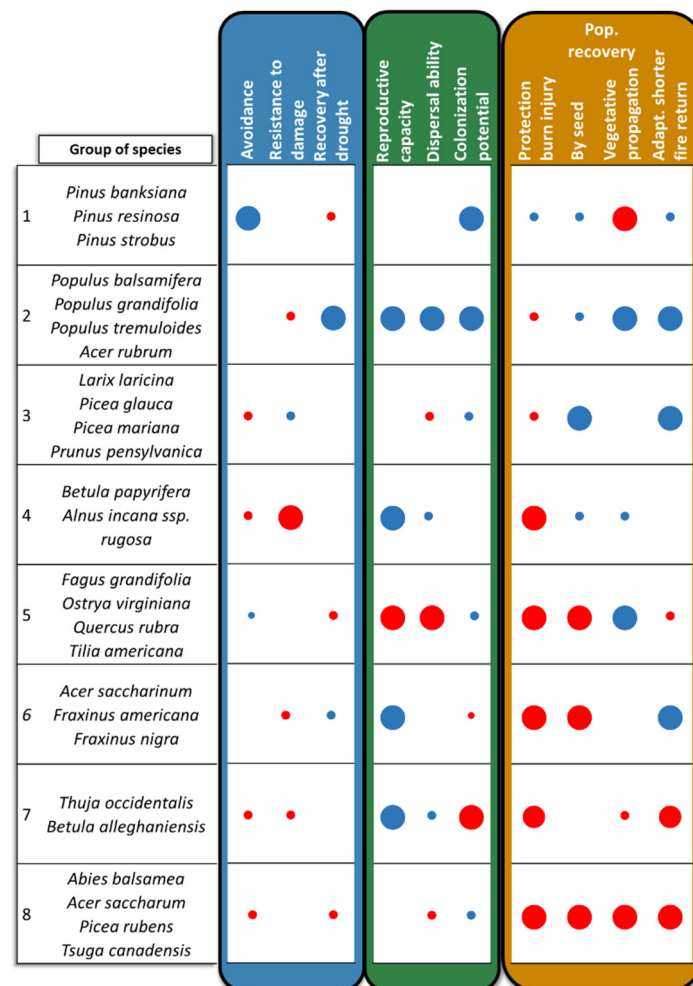 Pop.
recovery
Avoidance
Resistance to
damage
Recovery after
drought
Reproductive
capacity
Dispersal ability
Colonization
potential
Protection
burn injury
By seed
Vegetative
propagation
Adapt. shorter
fire return
Group of species
1
Pinus banksiana
Pinus resinosa
Pinus strobus
2
Populus balsamifera
Populus grandifolia
Populus tremuloides
Acer rubrum
3
Larix laricina
Picea glauca
Picea mariana
Prunus pensylvanica
4
Betula papyrifera
Alnus incana ssp.
rugosa
5
Fagus grandifolia
Ostrya virginiana
Quercus rubra
Tilia americana
6
Acer saccharinum
Fraxinus americana
Fraxinus nigra
7
Thuja occidentalis
Betula alleghaniensis
8
Abies balsamea
Acer saccharum
Picea rubens
Tsuga canadensis